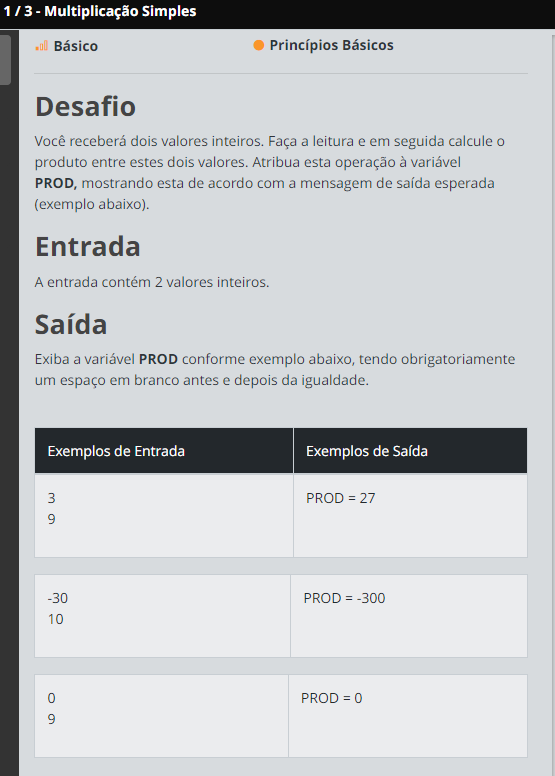 1 / 3 - Multiplicação Simples
Básico
Princípios Básicos
Desafio
Você receberá dois valores inteiros. Faça a leitura e em seguida calcule o
produto entre estes dois valores. Atribua esta operação à variável
PROD, mostrando esta de acordo com a mensagem de saída esperada
(exemplo abaixo).
Entrada
A entrada contém 2 valores inteiros.
Saída
Exiba a variável PROD conforme exemplo abaixo, tendo obrigatoriamente
um espaço em branco antes e depois da igualdade.
Exemplos de Entrada
Exemplos de Saída
3
9
PROD = 27
-30
10
PROD = -300
0
9
PROD = 0